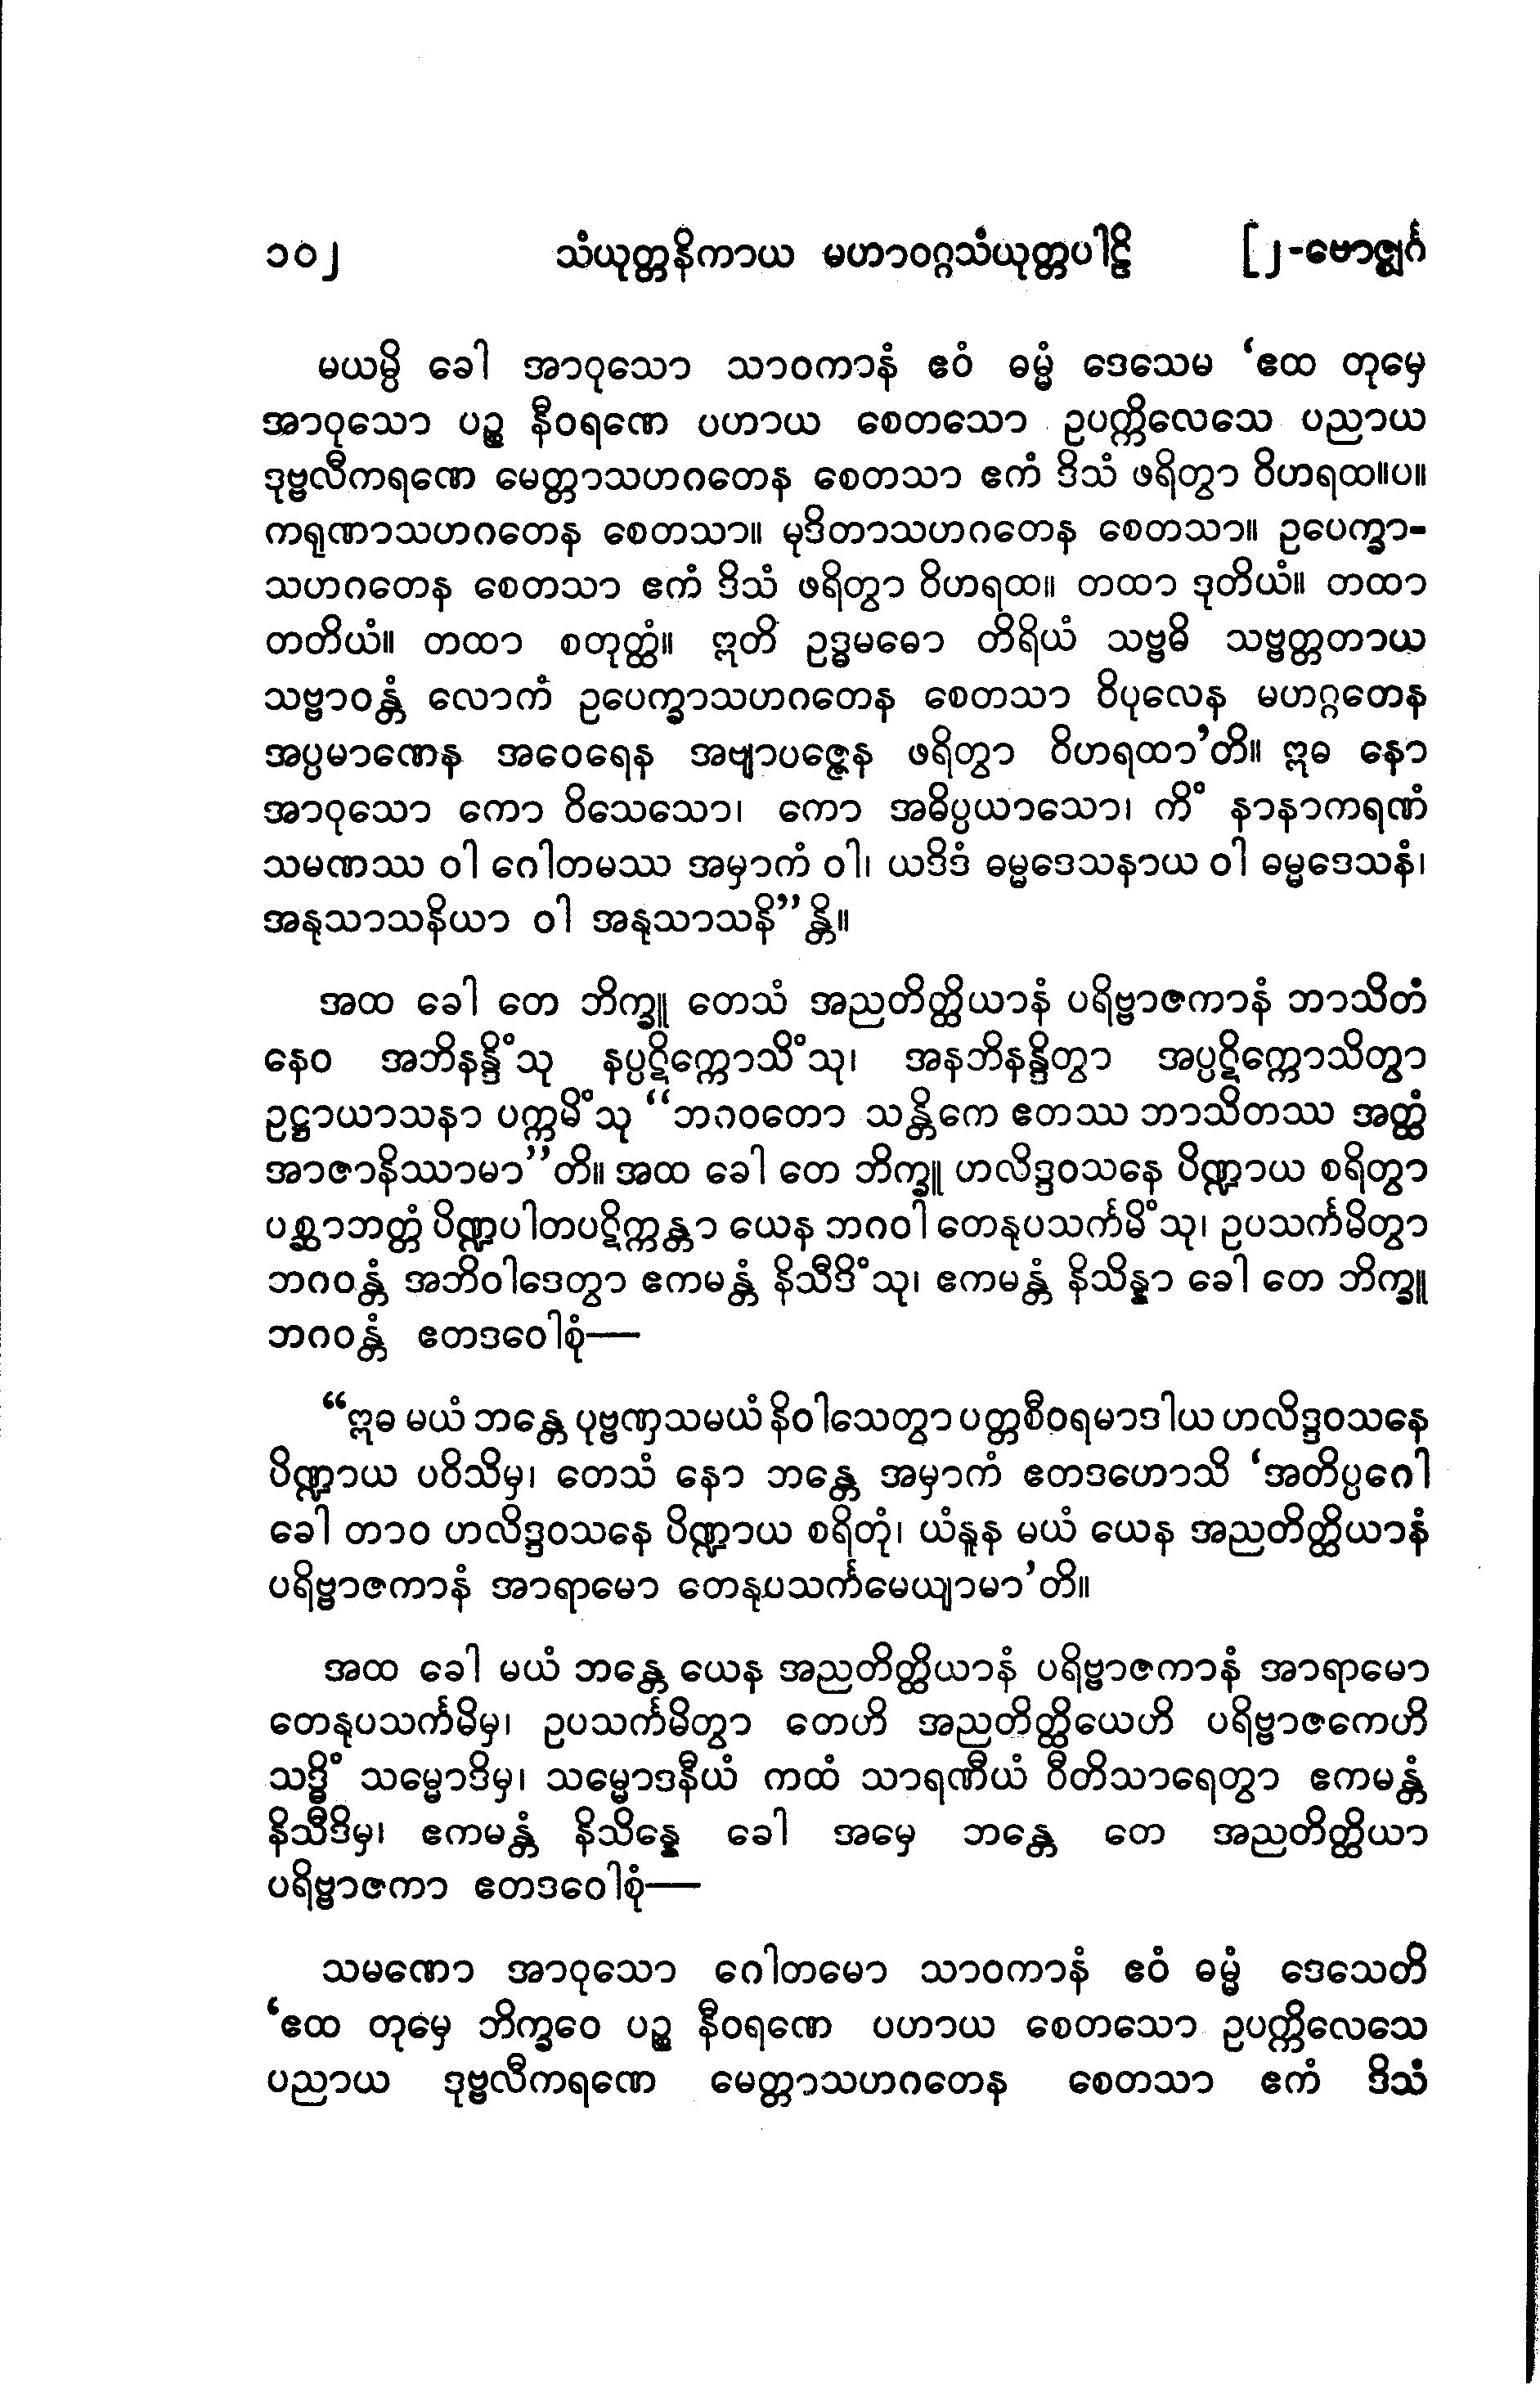 ၁၀၂ သံယုတ္တနိကာယ မဟာဝဂ္ဂသံယုတ္တပါဠိ [၂-ဗောဇ္ဈင်္ဂ
မယမ္ပိ ခေါ အာဝုသော သာဝကာနံ ဧဝံ ဓမ္မံ ဒေသေမ ‘ဧထ တုမှေ
အာဝုသော ပဉ္စ နီဝရဏေ ပဟာယ စေတသော ဥပက္ကိလေသေ ပညာယ
ဒုဗ္ဗလီကရဏေ မေတ္တာသဟဂတေန စေတသာ ဧကံ ဒိသံ ဖရိတွာ ဝိဟရထ။ပ။
ကရုဏာသဟဂတေန စေတသာ။ မုဒိတာသဟဂတေန စေတသာ။ ဥပေက္ခာ-
သဟဂတေန စေတသာ ဧကံ ဒိသံ ဖရိတွာ ဝိဟရထ။ တထာ ဒုတိယံ။ တထာ
တတိယံ။ တထာ စတုတ္ထံ။ ဣတိ ဥဒ္ဓမဓော တိရိယံ သဗ္ဗဓိ သဗ္ဗတ္တတာယ
သဗ္ဗာဝန္တံ လောကံ ဥပေက္ခာသဟဂတေန စေတသာ ဝိပုလေန မဟဂ္ဂတေန
အပ္ပမာဏေန အဝေရေန အဗျာပဇ္ဇေန ဖရိတွာ ဝိဟရထာ’တိ။ ဣဓ နော
အာဝုသော ကော ဝိသေသော၊ ကော အဓိပ္ပယာသော၊ ကိံ နာနာကရဏံ
သမဏဿ ဝါ ဂေါတမဿ အမှာကံ ဝါ၊ ယဒိဒံ ဓမ္မဒေသနာယ ဝါ ဓမ္မဒေသနံ၊
အနုသာသနိယာ ဝါ အနုသာသနိ”န္တိ။
အထ ခေါ တေ ဘိက္ခူ တေသံ အညတိတ္ထိယာနံ ပရိဗ္ဗာဇကာနံ ဘာသိတံ
နေဝ အဘိနန္ဒိံသု နပ္ပဋိက္ကောသိံသု၊ အနဘိနန္ဒိတွာ အပ္ပဋိက္ကောသိတွာ
ဥဋ္ဌာယာသနာ ပက္ကမိံသု “ဘဂဝတော သန္တိကေ ဧတဿ ဘာသိတဿ အတ္ထံ
အာဇာနိဿာမာ”တိ။ အထ ခေါ တေ ဘိက္ခူ ဟလိဒ္ဒဝသနေ ပိဏ္ဍာယ စရိတွာ
ပစ္ဆာဘတ္တံ ပိဏ္ဍပါတပဋိက္ကန္တာ ယေန ဘဂဝါ တေနုပသင်္ကမိံသု၊ ဥပသင်္ကမိတွာ
ဘဂဝန္တံ အဘိဝါဒေတွာ ဧကမန္တံ နိသီဒိံသု၊ ဧကမန္တံ နိသိန္နာ ခေါ တေ ဘိက္ခူ
ဘဂဝန္တံ ဧတဒဝေါစုံ—
“ဣဓ မယံ ဘန္တေ ပုဗ္ဗဏှသမယံ နိဝါသေတွာ ပတ္တစီဝရမာဒါယ ဟလိဒ္ဒဝသနေ
ပိဏ္ဍာယ ပဝိသိမှ၊ တေသံ နော ဘန္တေ အမှာကံ ဧတဒဟောသိ ‘အတိပ္ပဂေါ
ခေါ တာဝ ဟလိဒ္ဒဝသနေ ပိဏ္ဍာယ စရိတုံ၊ ယံနူန မယံ ယေန အညတိတ္ထိယာနံ
ပရိဗ္ဗာဇကာနံ အာရာမော တေနုပသင်္ကမေယျာမာ’တိ။
အထ ခေါ မယံ ဘန္တေ ယေန အညတိတ္ထိယာနံ ပရိဗ္ဗာဇကာနံ အာရာမော
တေနုပသင်္ကမိမှ၊ ဥပသင်္ကမိတွာ တေဟိ အညတိတ္ထိယေဟိ ပရိဗ္ဗာဇကေဟိ
သဒ္ဓိံ သမ္မောဒိမှ၊ သမ္မောဒနီယံ ကထံ သာရဏီယံ ဝီတိသာရေတွာ ဧကမန္တံ
နိသီဒိမှ၊ ဧကမန္တံ နိသိန္နေ ခေါ အမှေ ဘန္တေ တေ အညတိတ္ထိယာ
ပရိဗ္ဗာဇကာ ဧတဒဝေါစုံ—
သမဏော အာဝုသော ဂေါတမော သာဝကာနံ ဧဝံ ဓမ္မံ ဒေသေတိ
‘ဧထ တုမှေ ဘိက္ခဝေ ပဉ္စ နီဝရဏေ ပဟာယ စေတသော ဥပက္ကိလေသေ
ပညာယ ဒုဗ္ဗလီကရဏေ မေတ္တာသဟဂတေန စေတသာ ဧကံ ဒိသံ